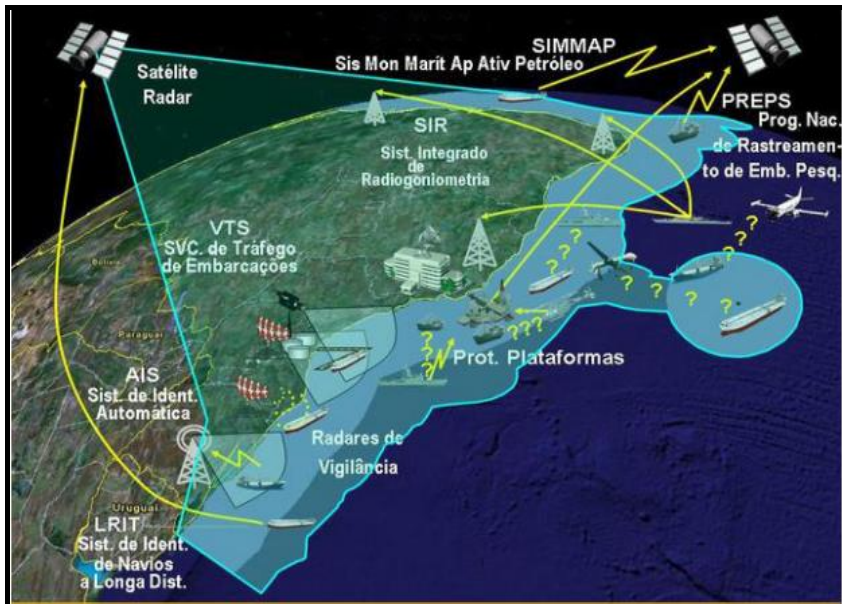 SIMMAP
Sis Mon Marit Ap Ativ Petróleo
Satélite
Radar
PREPS
Prog. Nac.
de Rastreamen-
to de Emb. Pesq.
SIR
Sist. Integrado
de Radiogoniometria
VTS
SVC. de Tráfego
de Embarcações
Bolivia
? ? ?
? ? ?
? ? ? ?
Paraguai
? ? ?
? ? ?
Prot. Plataformas
AIS
Sist. de Ident.
Automática
Radares de
Vigilância
Uruguai
LRIT
Sist. de Ident.
de Navios
a Longa Dist.